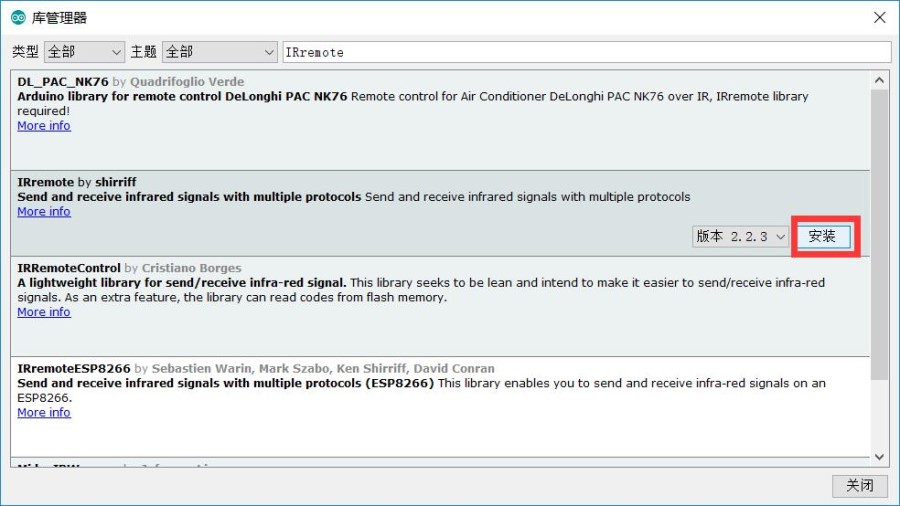 库管理器
类型 全部 主题 全部 IRremote
DL_PAC_NK76 by Quadrifoglio Verde
Arduino library for remote control DeLonghi PAC NK76 Remote control for Air Conditioner DeLonghi PAC NK76 over IR, IRremote library
required!
More info
IRremote by shirriff
Send and receive infrared signals with multiple protocols Send and receive infrared signals with multiple protocols
More info
版本 2.2.3 安装
IRRemoteControl by Cristiano Borges
A lightweight library for send/receive infra-red signal. This library seeks to be lean and intend to make it easier to send/receive infra-red
signals. As an extra feature, the library can read codes from flash memory.
More info
IRremoteESP8266 by Sebastien Warin, Mark Szabo, Ken Shirriff, David Conran
Send and receive infrared signals with multiple protocols (ESP8266) This library enables you to send and receive infra-red signals on an
ESP8266.
More info
关闭